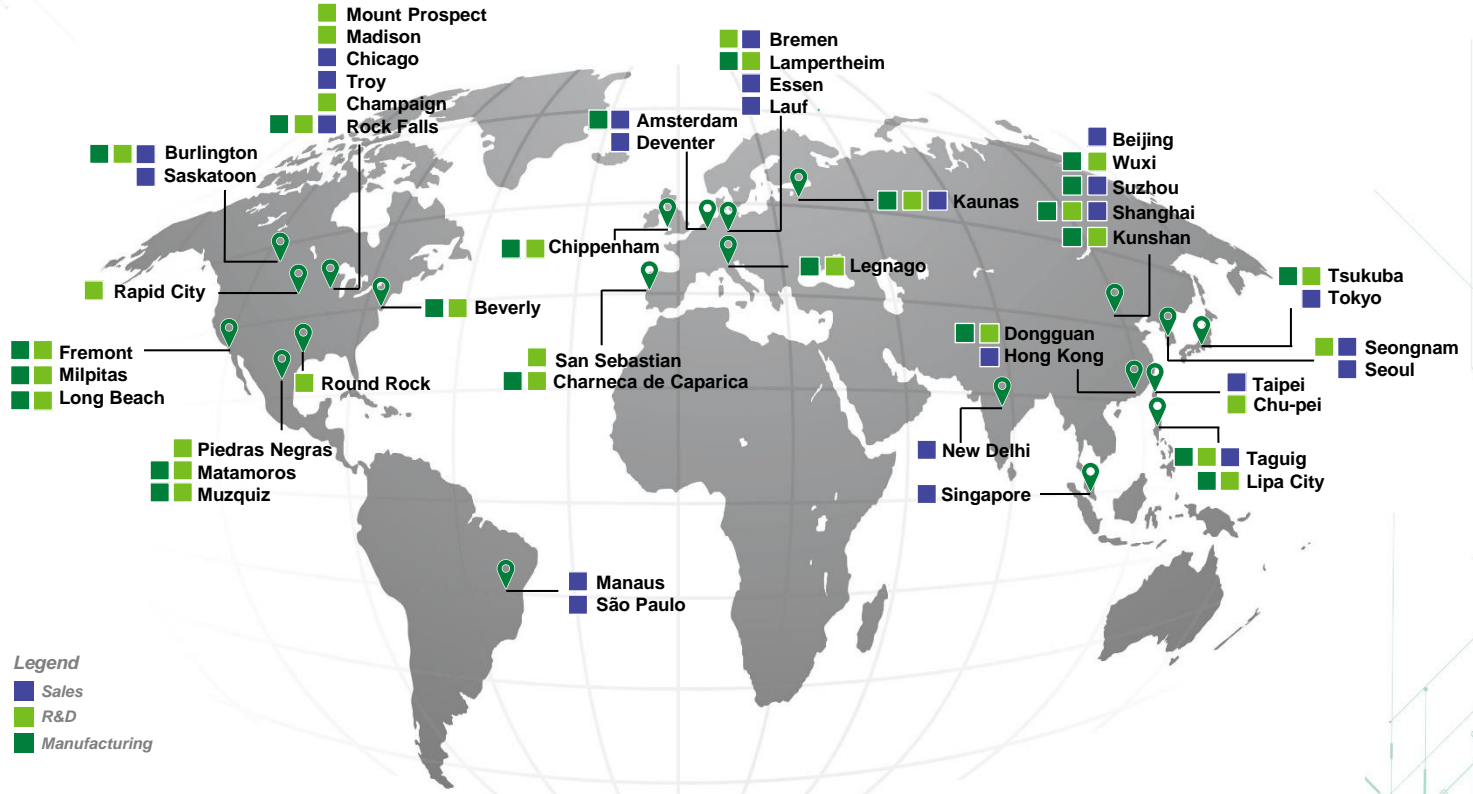 Mount Prospect
Madison
Chicago
Troy
Champaign
Rock Falls
Burlington
Saskatoon
Rapid City
Beverly
Fremont
Milpitas
Long Beach
Round Rock
Piedras Negras
Matamoros
Muzquiz
Manaus
São Paulo
Amsterdam
Deventer
Bremen
Lampertheim
Essen
Lauf
Kaunas
Chippenham
Legnago
San Sebastian
Charneca de Caparica
Beijing
Wuxi
Suzhou
Shanghai
Kunshan
Tsukuba
Tokyo
Dongguan
Hong Kong
Seongnam
Seoul
Taipei
Chu-pei
New Delhi
Taguig
Lipa City
Singapore
Legend
Sales
R&D
Manufacturing